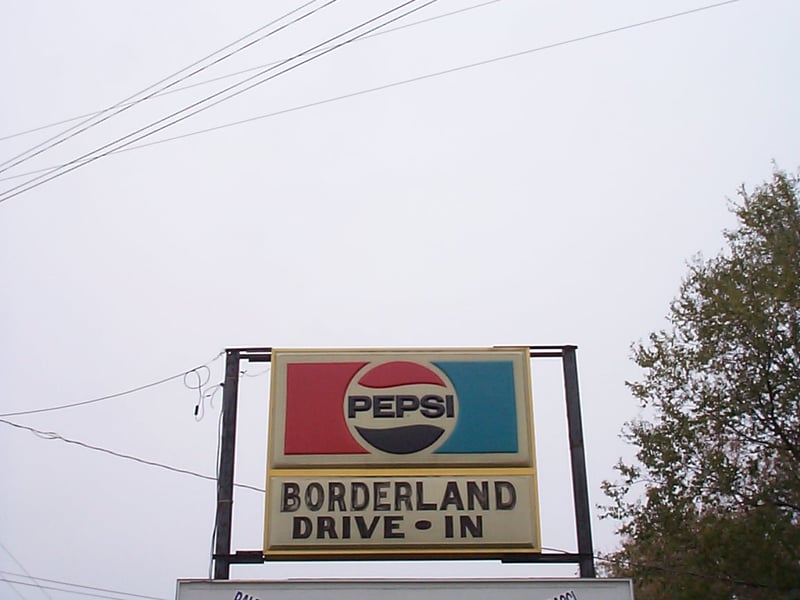 PEPSI
BORDERLAND
DRIVE • IN